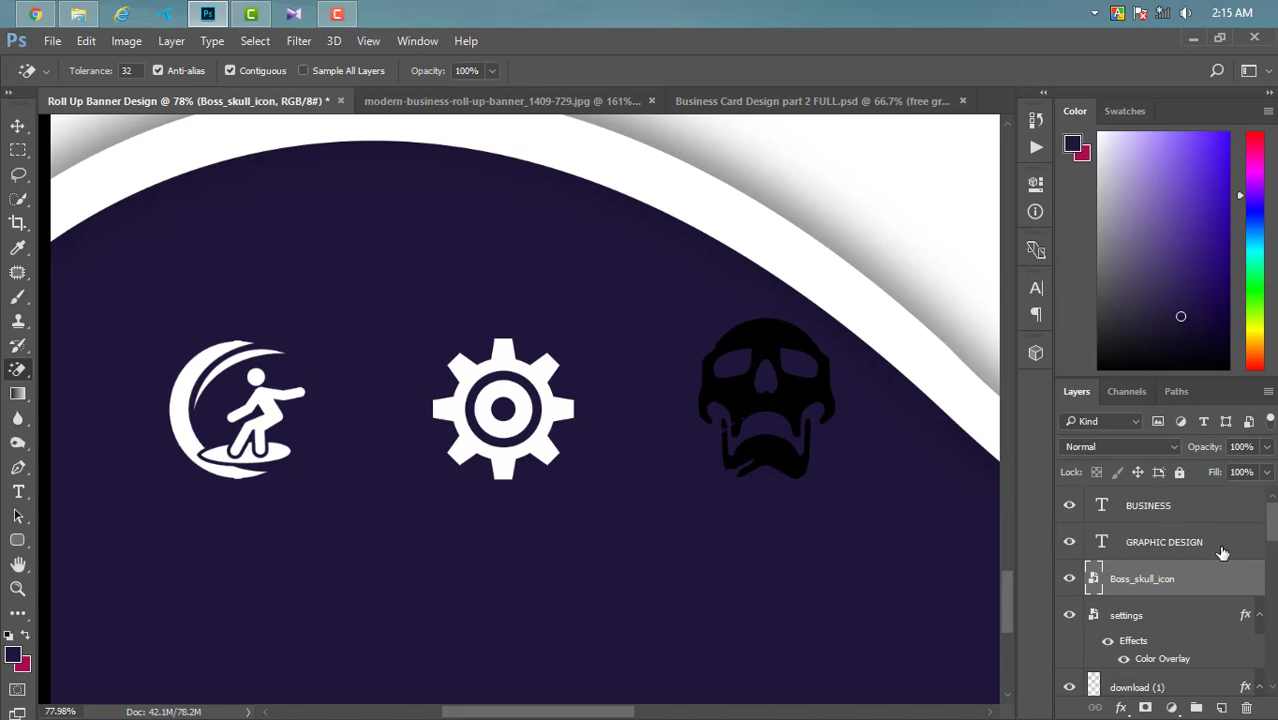 2:15 AM
Ps File Edit Image Layer Type Select Filter 3D View Window Help
Tolerance: 32 Anti-alias Contiguous Sample All Layers Opacity: 100%
Roll Up Banner Design @ 78% (Boss_skull_icon, RGB/8#) * modern-business-roll-up-banner_1409-729.jpg @ 161%... Business Card Design part 2 FULL.psd @ 66.7% (free gr...
Color Swatches
Layers Channels Paths
Kind
Normal Opacity: 100%
Lock: Fill: 100%
BUSINESS
GRAPHIC DESIGN
Boss_skull_icon
settings fx
Effects
Color Overlay
download (1) fx
77.98% Doc: 42.1M/78.2M